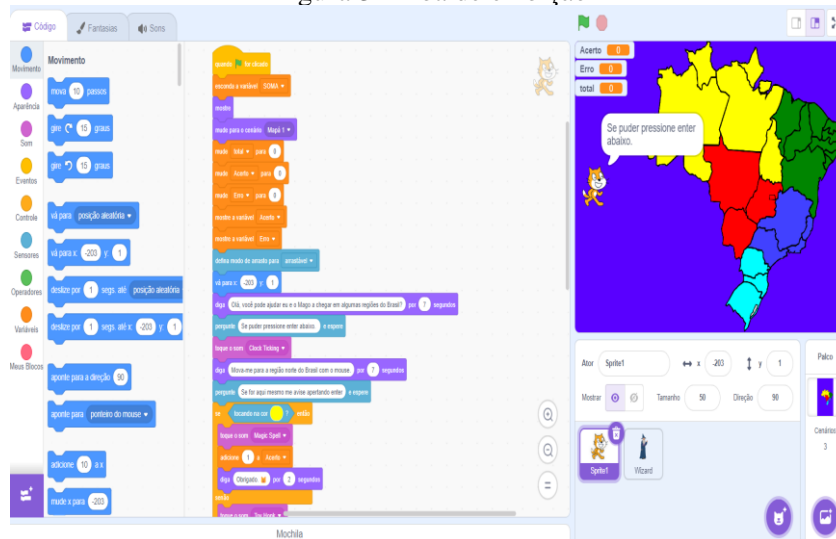 Código
Fantasias
Sons
Movimento
Movimento
mova 10 passos
Aparência
gire 15 graus
Som
gire 15 graus
Eventos
Controle
vá para posição aleatória
Sensores
vá para x: -203 y: 1
Operadores
deslize por 1 segs. até posição aleatória
Variáveis
deslize por 1 segs. até x: -203 y: 1
Meus Blocos
aponte para a direção 90
aponte para ponteiro do mouse
adicione 10 a x
mude x para -203
quando for clicado
esconda a variável SOMA
mostre
mude para o cenário Mapá 1
mude total para 0
mude Acerto para 0
mude Erro para 0
mostre a variável Acerto
mostre a variável Erro
defina modo de arrasto para arrastável
vá para x: -203 y: 1
diga Olá, você pode ajudar eu e o Mago a chegar em algumas regiões do Brasil? por 7 segundos
pergunte Se puder pressione enter abaixo. e espere
toque o som Clock Ticking
diga Mova-me para a região norte do Brasil com o mouse. por 7 segundos
pergunte Se for aqui mesmo me avise apertando enter e espere
se tocando na cor ? então
toque o som Magic Spell
adicione 1 a Acerto
diga Obrigado por 2 segundos
senão
toque o som
Mochila
Acerto 0
Erro 0
total 0
Se puder pressione enter
abaixo.
Ator Sprite1 x -203 y 1
Mostrar Tamanho 50 Direção 90
Sprite1
Wizard
Palco
Cenários
3